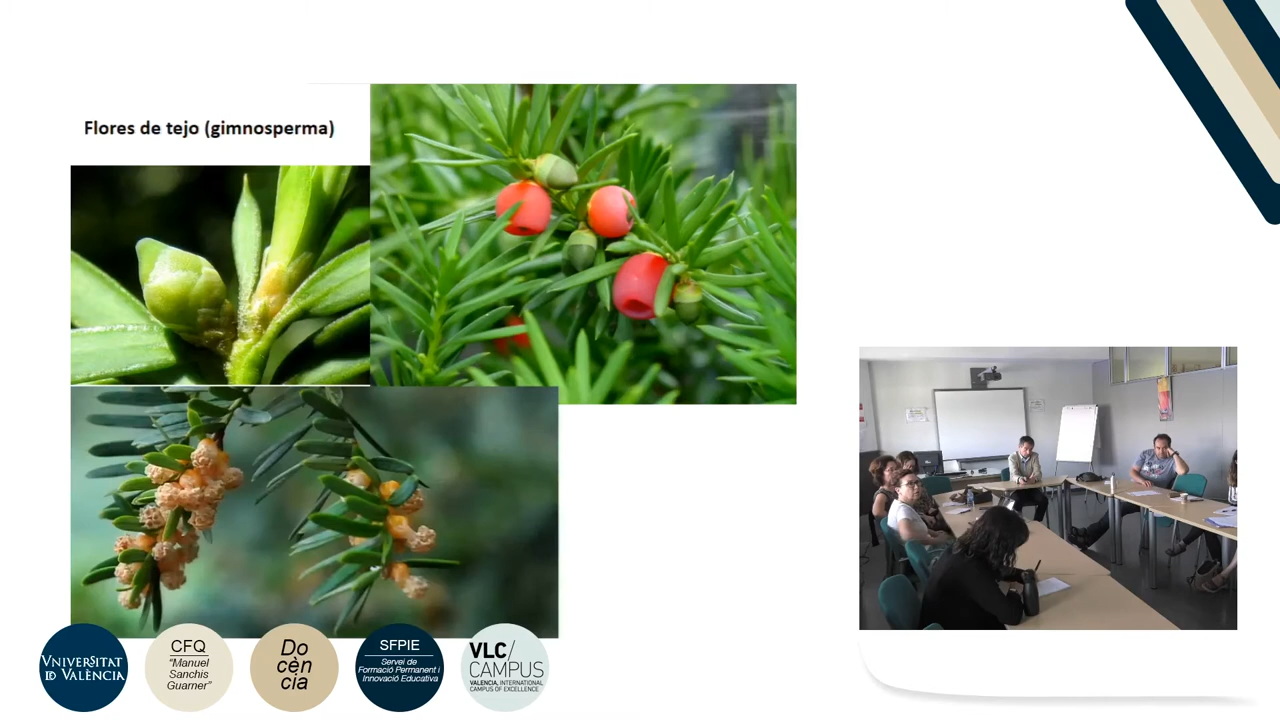 Flores de tejo (gimnosperma)
VNIVERSITAT
ID VALÈNCIA
CFQ
"Manuel
Sanchis
Guarner"
Do
cèn
cia
SFPIE
Servei de
Formació Permanent i
Innovació Educativa
VLC/
CAMPUS
VALENCIA, INTERNATIONAL
CAMPUS OF EXCELLENCE